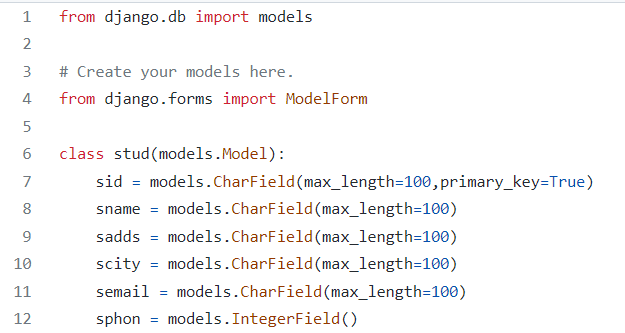 1 from django.db import models
2
3 # Create your models here.
4 from django.forms import ModelForm
5
6 class stud(models.Model):
7     sid = models.CharField(max_length=100,primary_key=True)
8     sname = models.CharField(max_length=100)
9     sadds = models.CharField(max_length=100)
10     scity = models.CharField(max_length=100)
11     semail = models.CharField(max_length=100)
12     sphon = models.IntegerField()